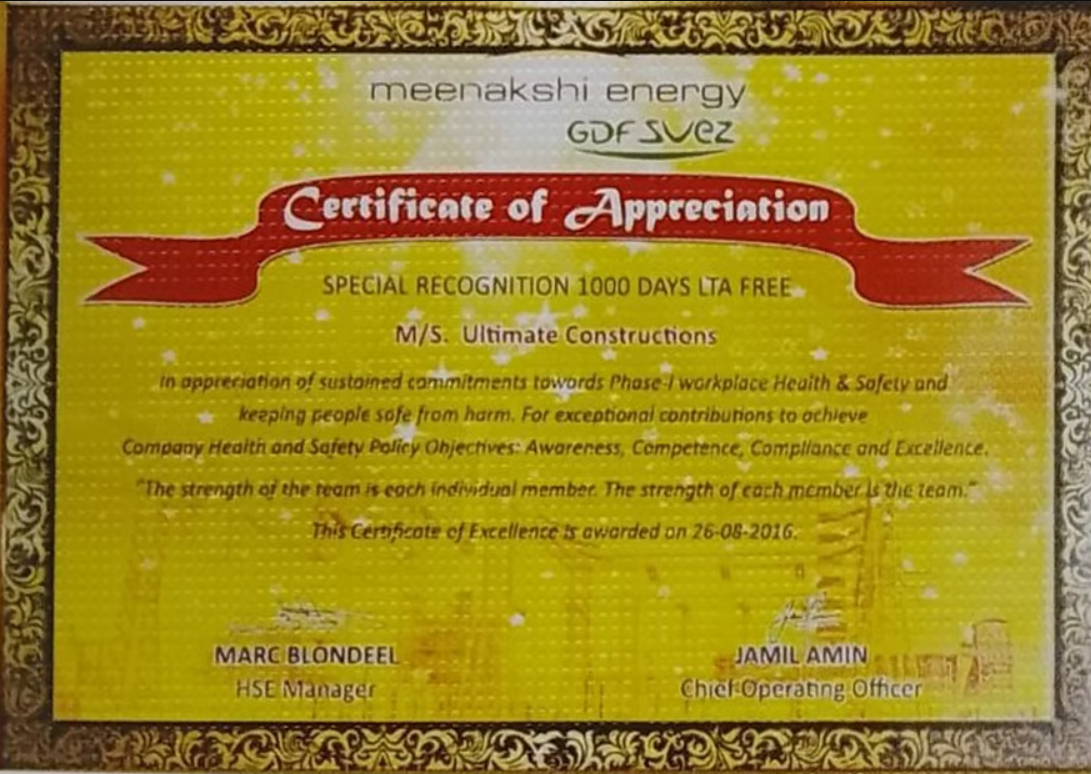 meenakshi energy
GDF SUEZ
Certificate of Appreciation
SPECIAL RECOGNITION 1000 DAYS LTA FREE
M/S. Ultimate Constructions
In appreciation of sustained commitments towards Phase-I workplace Health & Safety and
keeping people safe from harm. For exceptional contributions to achieve
Company Health and Safety Policy Objectives: Awareness, Competence, Compliance and Excellence.
"The strength of the team is each individual member. The strength of each member is the team."
This Certificate of Excellence is awarded on 26-08-2016.
MARC BLONDEEL
JAMIL AMIN
HSE Manager
Chief Operating Officer